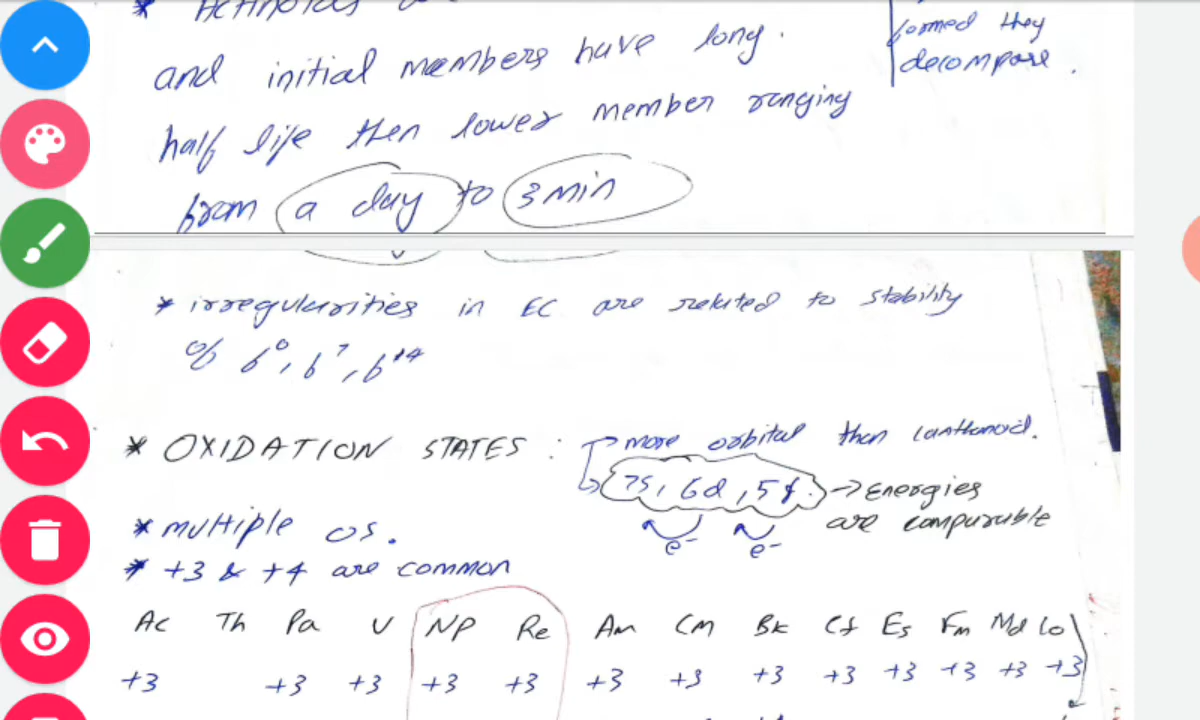 * Actinoids
and initial members have long.
formed they
decompose.
half life then lower member ranging
from a day to 3 min
* irregularities in EC are related to stability
of f⁰, f⁷, f¹⁴
* OXIDATION STATES :
more orbital than lanthanoid.
7s, 6d, 5f. → Energies
are comparable
e- e-
* multiple os.
* +3 & +4 are common
Ac Th Pa U NP Re Am Cm Bk Cf Es Fm Md Lo
+3 +3 +3 +3 +3 +3 +3 +3 +3 +3 +3 +3 +3